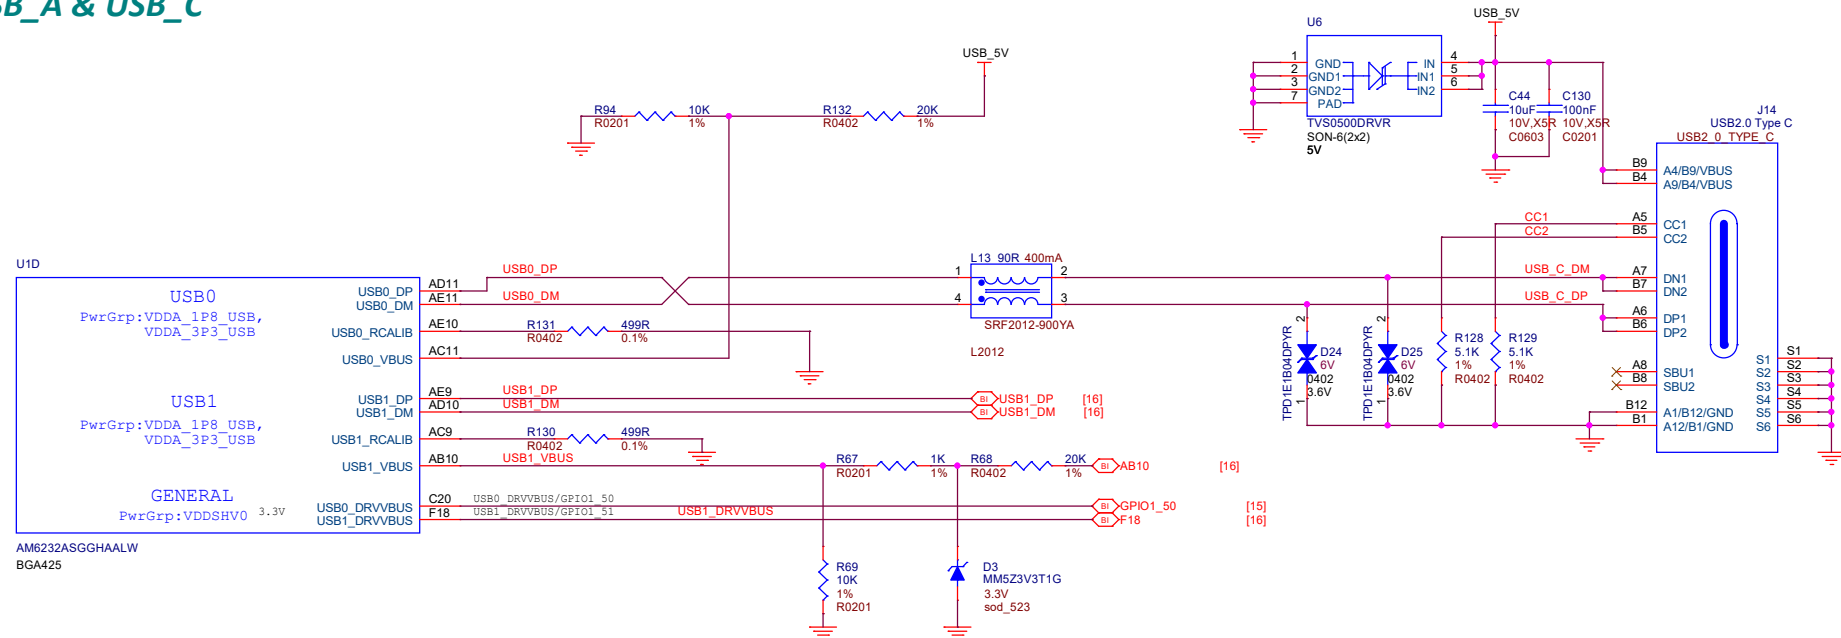 SB_A & USB_C
USB_5V
U6
1 GND
2 GND1
3 GND2
7 PAD
IN 4
IN1 5
IN2 6
TVS0500DRVR
SON-6(2x2)
5V
C44
10uF
10V,X5R
C0603
C130
100nF
10V,X5R
C0201
USB_5V
R94 10K
R0201 1%
R132 20K
R0402 1%
J14
USB2.0 Type C
USB2_0_TYPE_C
B9 A4/B9/VBUS
B4 A9/B4/VBUS
CC1 A5 CC1
CC2 B5 CC2
USB_C_DM A7 DN1
B7 DN2
USB_C_DP A6 DP1
B6 DP2
A8 SBU1
B8 SBU2
B12 A1/B12/GND
B1 A12/B1/GND
S1 S1
S2 S2
S3 S3
S4 S4
S5 S5
S6 S6
L13 90R 400mA
1 2
4 3
SRF2012-900YA
L2012
TPD1E1B04DPYR
2
1
D24
6V
0402
3.6V
TPD1E1B04DPYR
2
1
D25
6V
0402
3.6V
R128
5.1K
1%
R0402
R129
5.1K
1%
R0402
U1D
USB0
PwrGrp:VDDA_1P8_USB,
VDDA_3P3_USB
USB0_DP AD11 USB0_DP
USB0_DM AE11 USB0_DM
USB0_RCALIB AE10
R131 499R
R0402 0.1%
USB0_VBUS AC11
USB1
PwrGrp:VDDA_1P8_USB,
VDDA_3P3_USB
USB1_DP AE9 USB1_DP BI USB1_DP [16]
USB1_DM AD10 USB1_DM BI USB1_DM [16]
USB1_RCALIB AC9
R130 499R
R0402 0.1%
USB1_VBUS AB10 USB1_VBUS
R67 1K
R0201 1%
R68 20K
R0402 1%
BI AB10 [16]
GENERAL
PwrGrp:VDDSHV0 3.3V
USB0_DRVVBUS C20 USB0_DRVVBUS/GPIO1_50 BI GPIO1_50 [15]
USB1_DRVVBUS F18 USB1_DRVVBUS/GPIO1_51 USB1_DRVVBUS BI F18 [16]
AM6232ASGGHAALW
BGA425
R69
10K
1%
R0201
D3
MM5Z3V3T1G
3.3V
sod_523